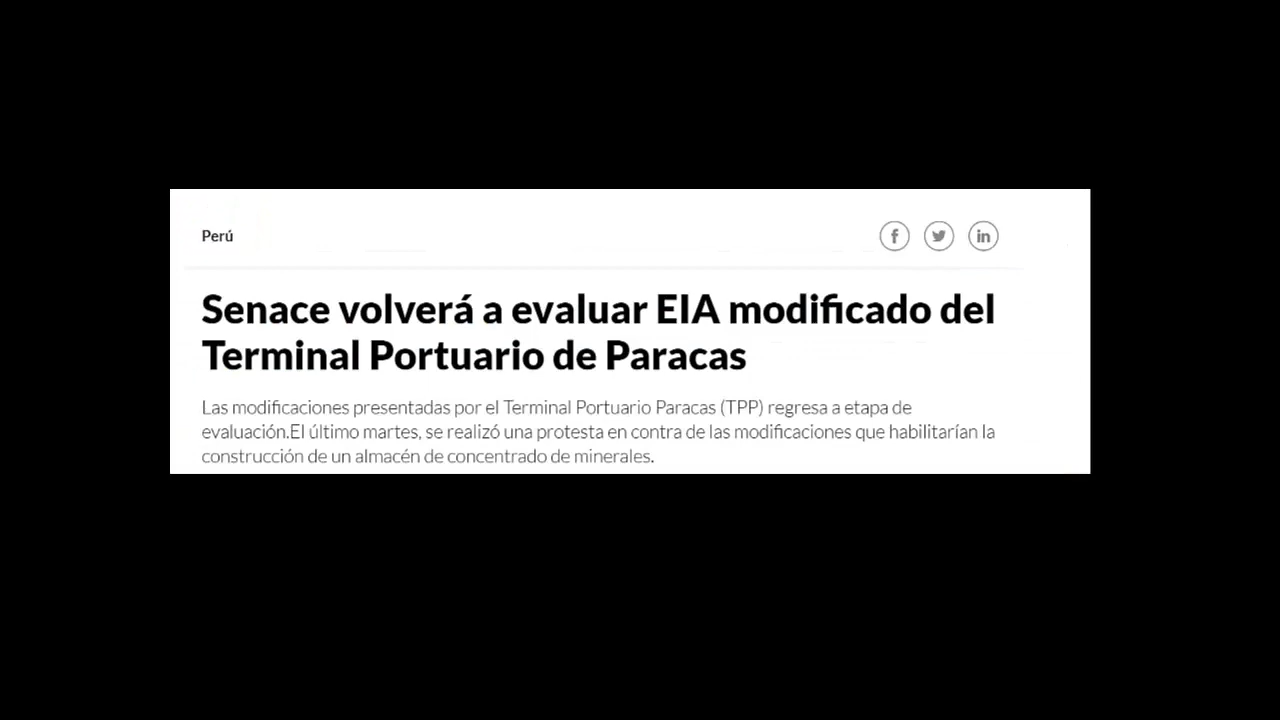 Perú
Senace volverá a evaluar EIA modificado del
Terminal Portuario de Paracas
Las modificaciones presentadas por el Terminal Portuario Paracas (TPP) regresa a etapa de
evaluación.El último martes, se realizó una protesta en contra de las modificaciones que habilitarían la
construcción de un almacén de concentrado de minerales.